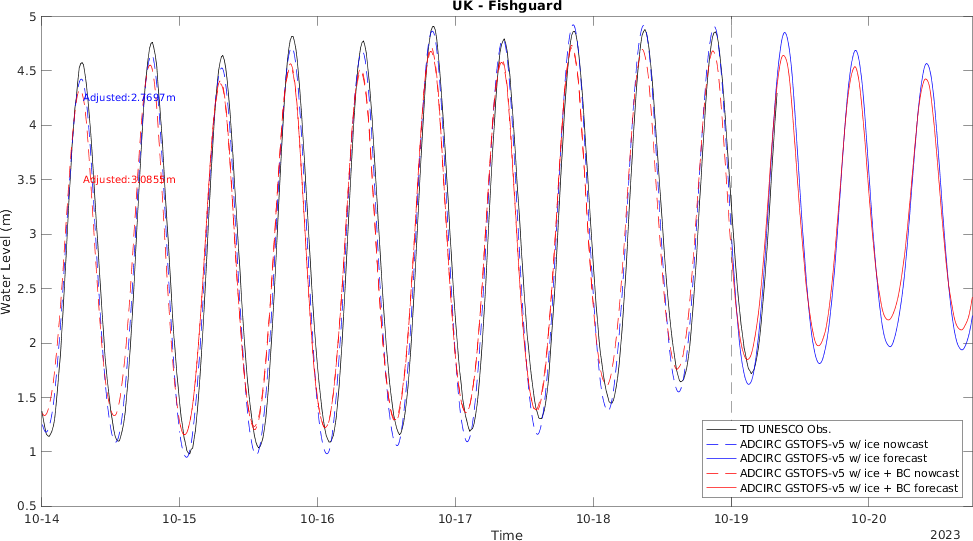 UK - Fishguard
5
4.5
4
3.5
3
2.5
2
1.5
1
0.5
Water Level (m)
Adjusted:2.7697m
Adjusted:3.0855m
TD UNESCO Obs.
ADCIRC GSTOFS-v5 w/ ice nowcast
ADCIRC GSTOFS-v5 w/ ice forecast
ADCIRC GSTOFS-v5 w/ ice + BC nowcast
ADCIRC GSTOFS-v5 w/ ice + BC forecast
10-14 10-15 10-16 10-17 10-18 10-19 10-20
Time
2023